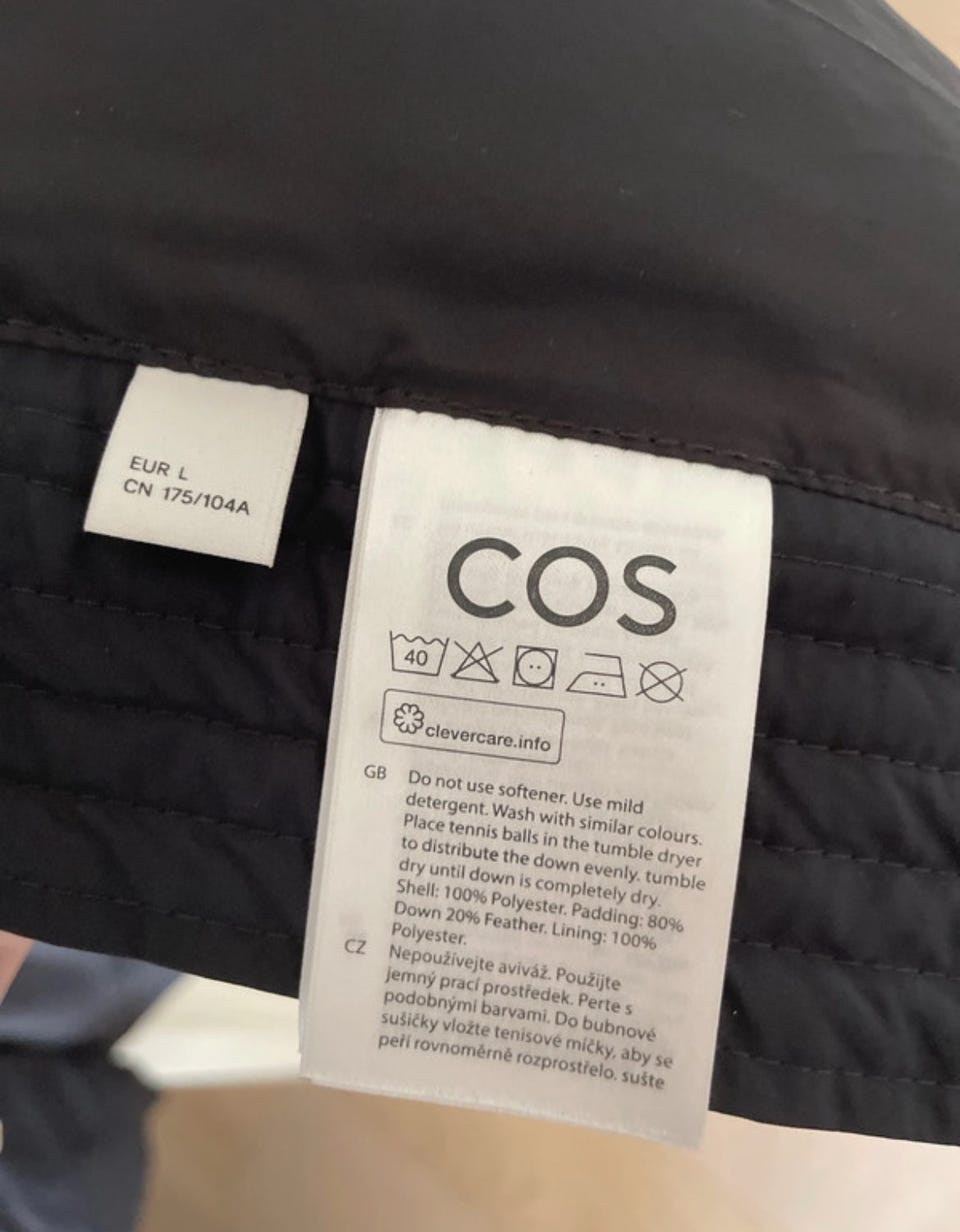 EUR L
CN 175/104A
COS
40
clevercare.info
GB Do not use softener. Use mild
detergent. Wash with similar colours.
Place tennis balls in the tumble dryer
to distribute the down evenly. tumble
dry until down is completely dry.
Shell: 100% Polyester. Padding: 80%
Down 20% Feather. Lining: 100%
Polyester.
CZ Nepoužívejte aviváž. Použijte
jemný prací prostředek. Perte s
podobnými barvami. Do bubnové
sušičky vložte tenisové míčky, aby se
peří rovnoměrně rozprostřelo. sušte